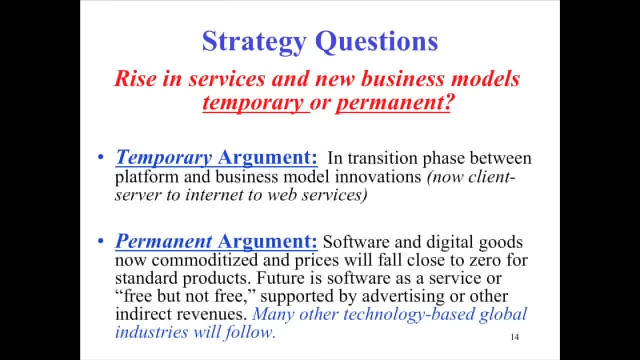 Strategy Questions
Rise in services and new business models
temporary or permanent?
• Temporary Argument: In transition phase between
platform and business model innovations (now client-
server to internet to web services)
• Permanent Argument: Software and digital goods
now commoditized and prices will fall close to zero for
standard products. Future is software as a service or
“free but not free,” supported by advertising or other
indirect revenues. Many other technology-based global
industries will follow.
14